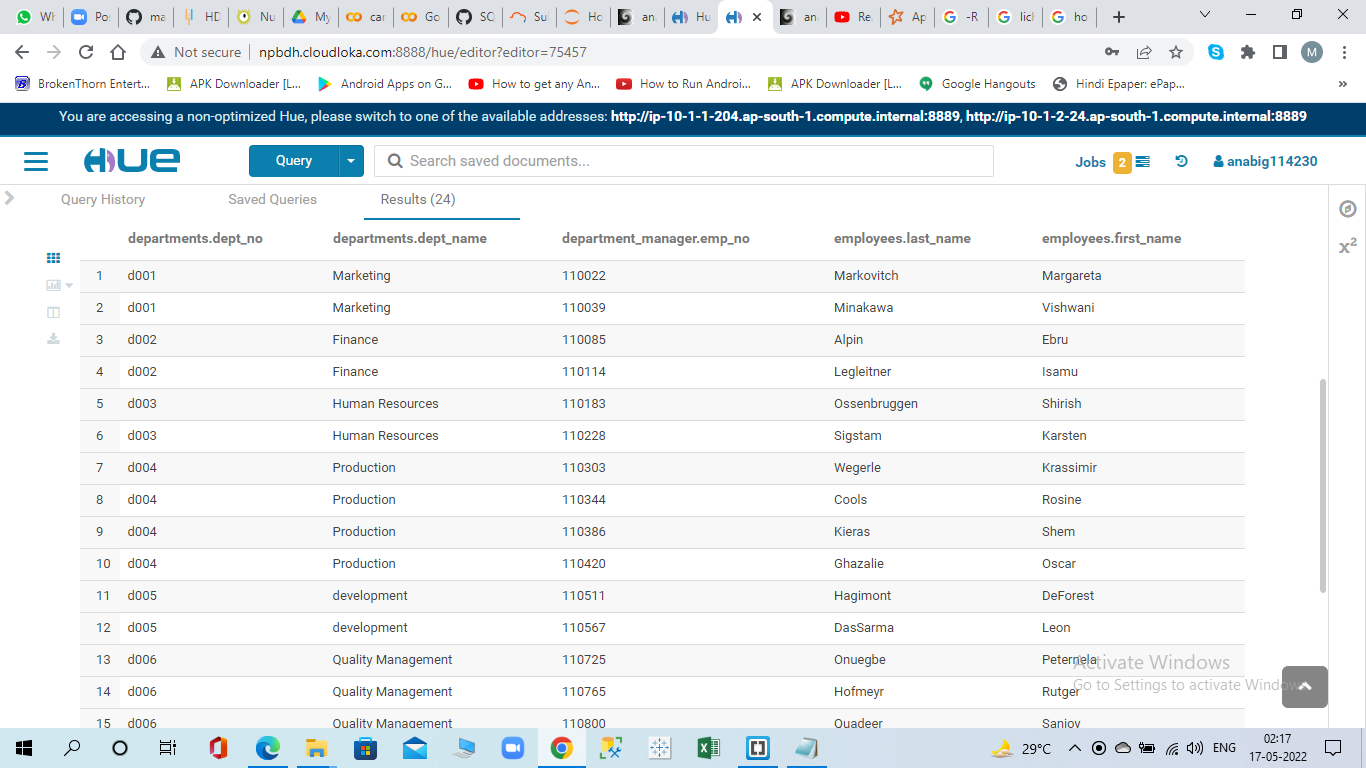 Wh Po: ma HD Nu My car Go SQ Su Ho an Hu an Re Ap -R licl ho
Not secure npbdh.cloudloka.com:8888/hue/editor?editor=75457 M
BrokenThorn Entert... APK Downloader [L... Android Apps on G... How to get any An... How to Run Androi... APK Downloader [L... Google Hangouts Hindi Epaper: ePap... »
You are accessing a non-optimized Hue, please switch to one of the available addresses: http://ip-10-1-1-204.ap-south-1.compute.internal:8889, http://ip-10-1-2-24.ap-south-1.compute.internal:8889
HUE Query Search saved documents... Jobs 2 anabig114230
Query History Saved Queries Results (24)
departments.dept_no departments.dept_name department_manager.emp_no employees.last_name employees.first_name x²
1 d001 Marketing 110022 Markovitch Margareta
2 d001 Marketing 110039 Minakawa Vishwani
3 d002 Finance 110085 Alpin Ebru
4 d002 Finance 110114 Legleitner Isamu
5 d003 Human Resources 110183 Ossenbruggen Shirish
6 d003 Human Resources 110228 Sigstam Karsten
7 d004 Production 110303 Wegerle Krassimir
8 d004 Production 110344 Cools Rosine
9 d004 Production 110386 Kieras Shem
10 d004 Production 110420 Ghazalie Oscar
11 d005 development 110511 Hagimont DeForest
12 d005 development 110567 DasSarma Leon
13 d006 Quality Management 110725 Onuegbe Peternela
Activate Windows
14 d006 Quality Management 110765 Hofmeyr Rutger
Go to Settings to activate Windows.
15 d006 Quality Management 110800 Quadeer Sanjoy
29°C ENG 02:17
17-05-2022